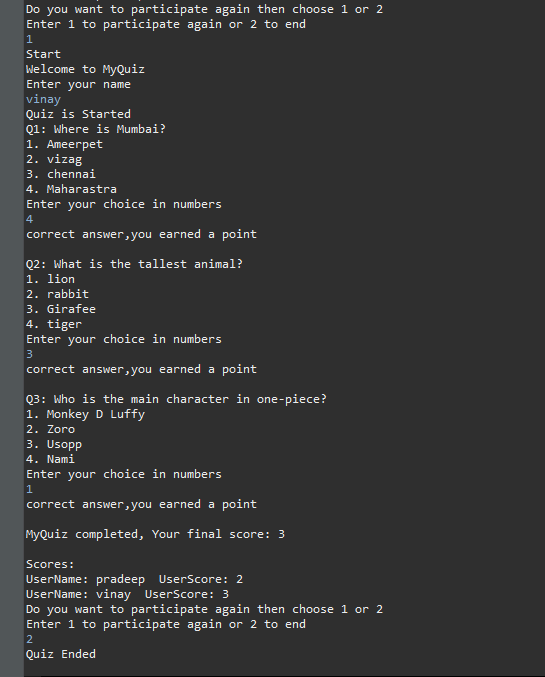 Do you want to participate again then choose 1 or 2
Enter 1 to participate again or 2 to end
1
Start
Welcome to MyQuiz
Enter your name
vinay
Quiz is Started
Q1: Where is Mumbai?
1. Ameerpet
2. vizag
3. chennai
4. Maharastra
Enter your choice in numbers
4
correct answer,you earned a point
Q2: What is the tallest animal?
1. lion
2. rabbit
3. Girafee
4. tiger
Enter your choice in numbers
3
correct answer,you earned a point
Q3: Who is the main character in one-piece?
1. Monkey D Luffy
2. Zoro
3. Usopp
4. Nami
Enter your choice in numbers
1
correct answer,you earned a point
MyQuiz completed, Your final score: 3
Scores:
UserName: pradeep  UserScore: 2
UserName: vinay  UserScore: 3
Do you want to participate again then choose 1 or 2
Enter 1 to participate again or 2 to end
2
Quiz Ended